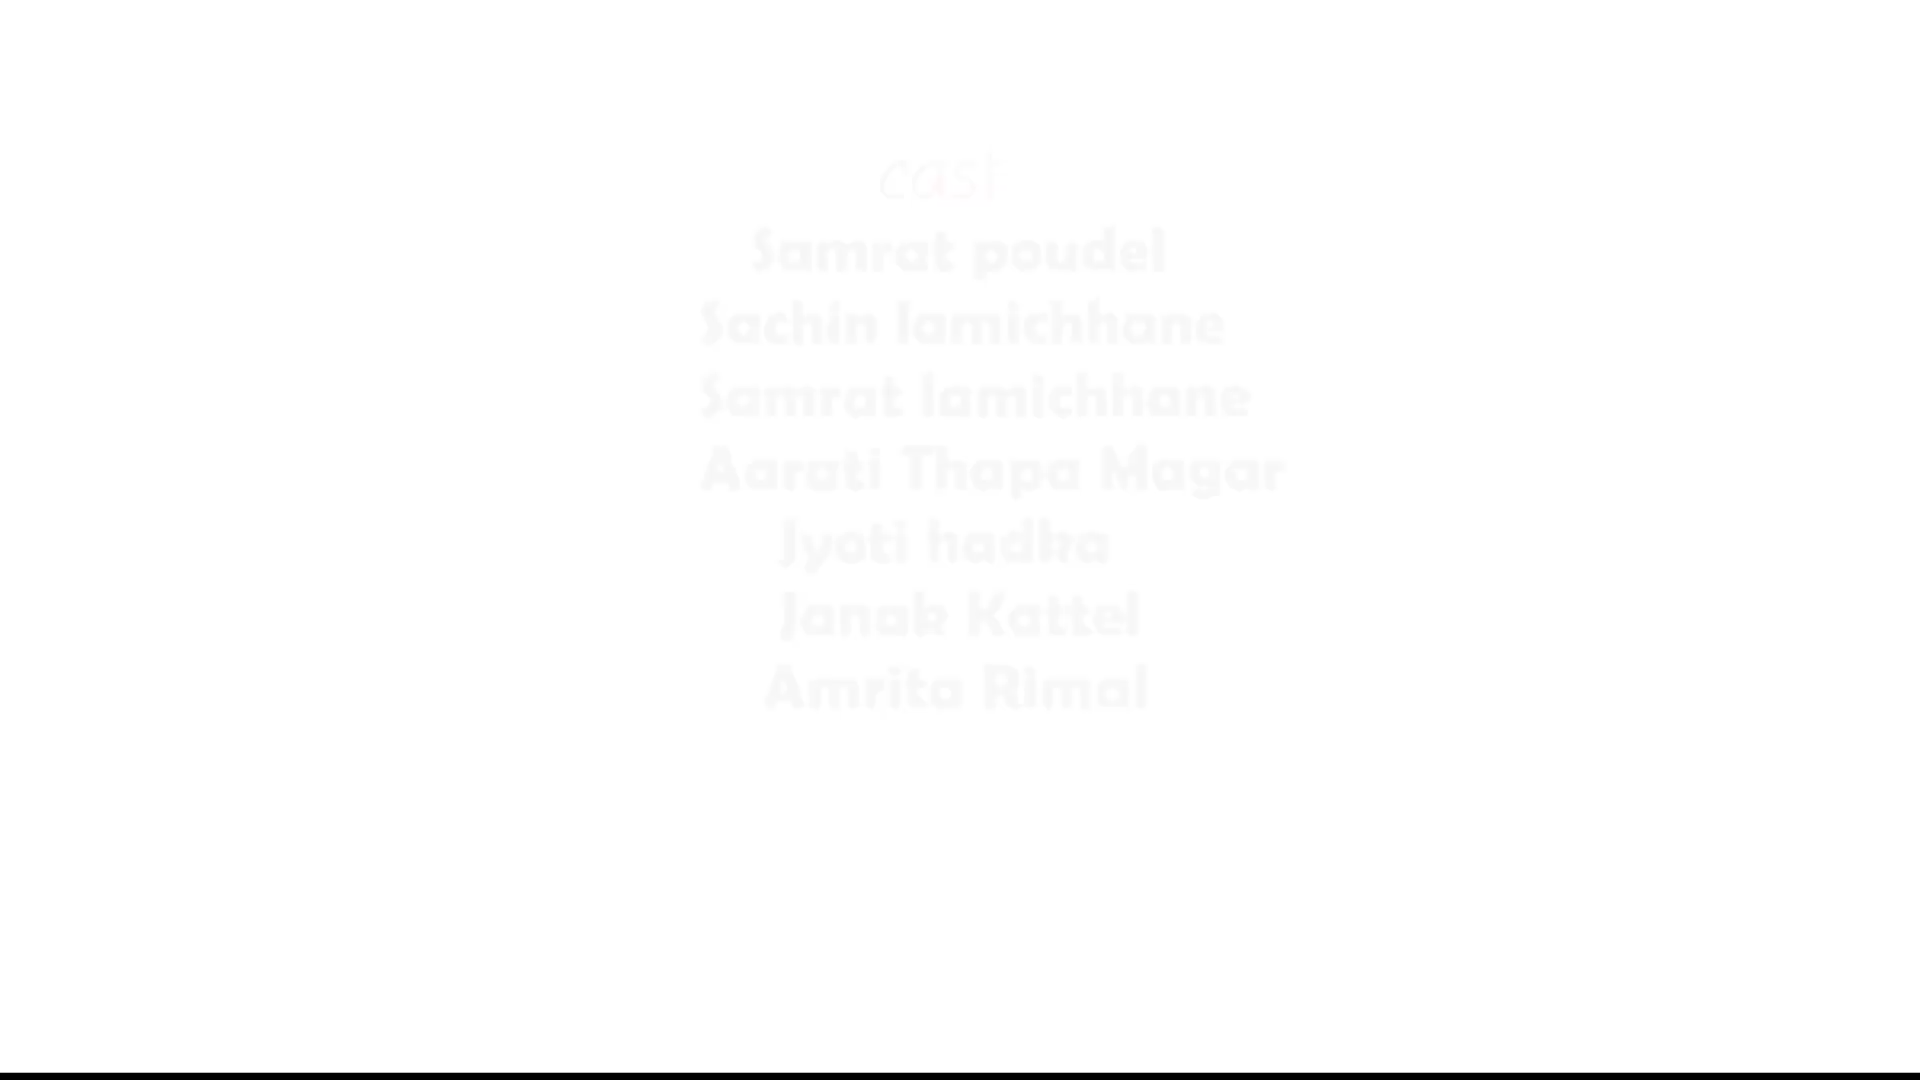 cast
Samrat poudel
Sachin lamichhane
Samrat lamichhane
Aarati Thapa Magar
Jyoti hadka
Janak Kattel
Amrita RImal